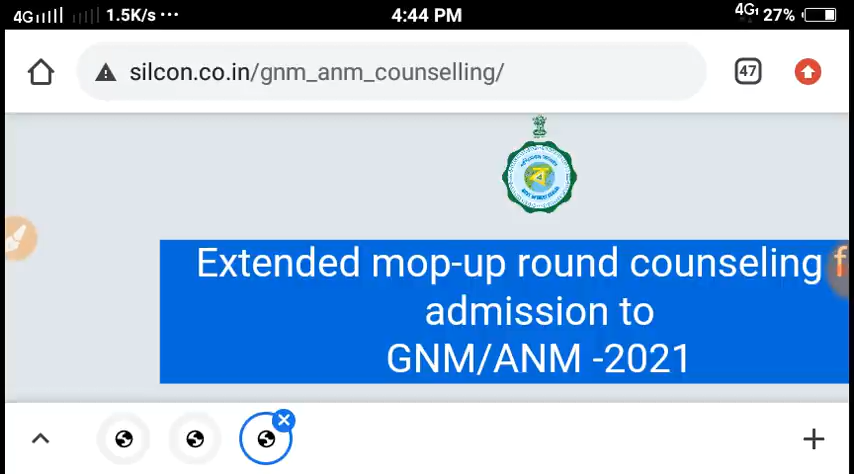 4G 1.5K/s ... 4:44 PM 4G 27%
silcon.co.in/gnm_anm_counselling/ 47
Extended mop-up round counseling f
admission to
GNM/ANM -2021